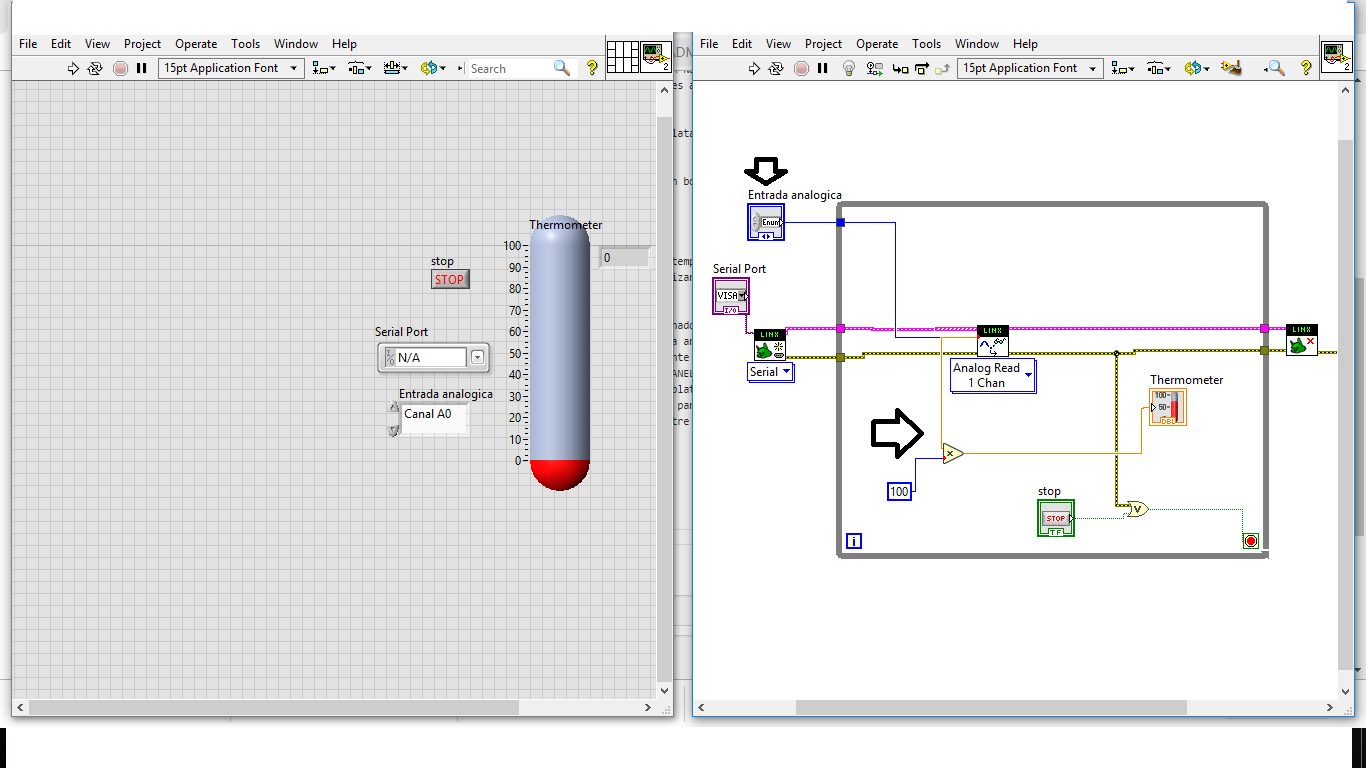 File Edit View Project Operate Tools Window Help
15pt Application Font
Search
2
Thermometer
0
stop
STOP
100
90
80
70
60
50
40
30
20
10
0
Serial Port
N/A
Entrada analogica
Canal A0
File Edit View Project Operate Tools Window Help
15pt Application Font
2
Entrada analogica
Enum
Serial Port
VISA
I/O
LINX
Serial
LINX
Analog Read
1 Chan
LINX
Thermometer
100
50
DBL
100
stop
STOP
TF
i